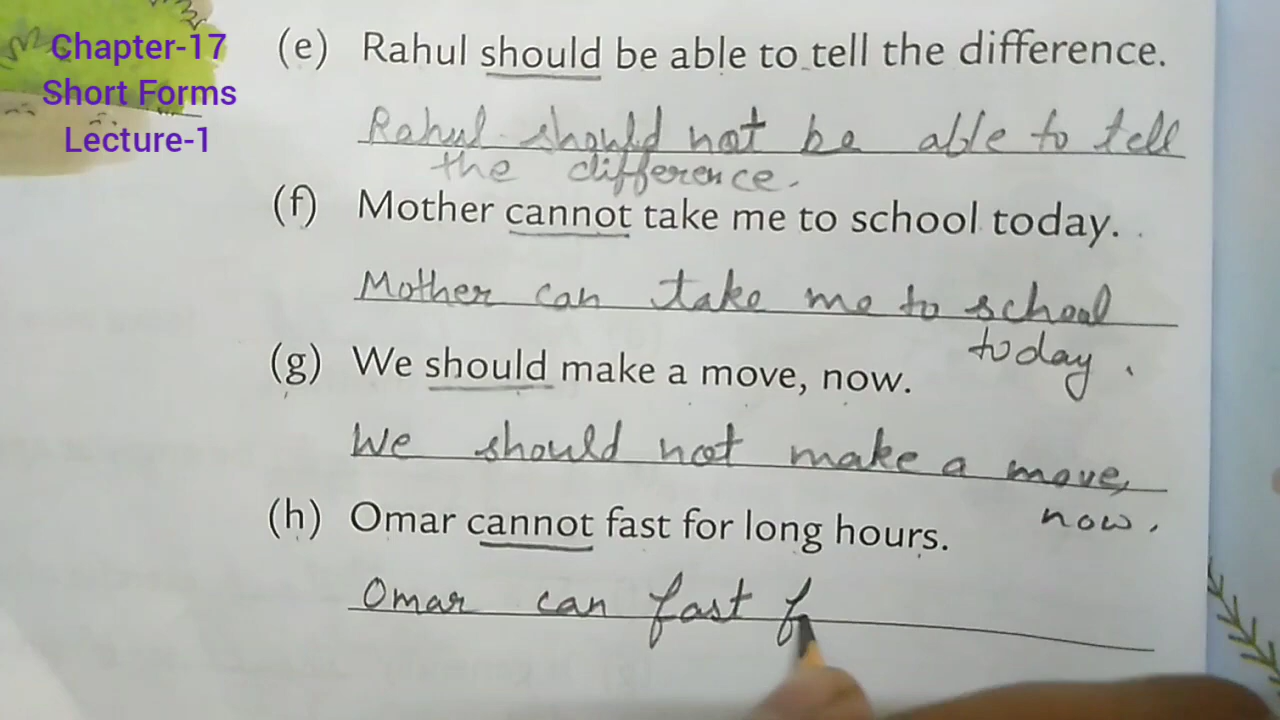 Chapter-17
Short Forms
Lecture-1
(e) Rahul should be able to tell the difference.
Rahul should not be able to tell
the difference.
(f) Mother cannot take me to school today.
Mother can take me to school
today.
(g) We should make a move, now.
We should not make a move,
now.
(h) Omar cannot fast for long hours.
Omar can fast f